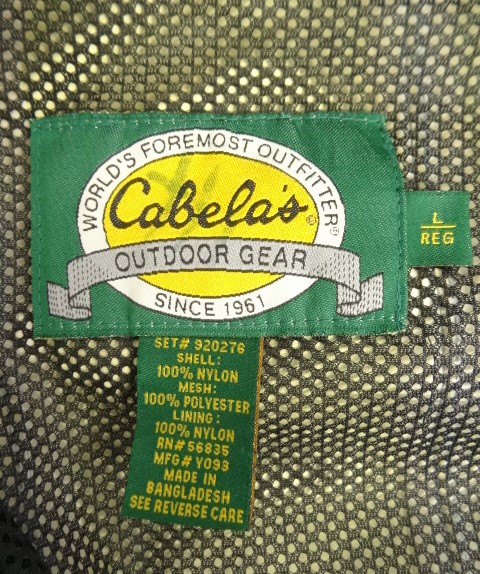 WORLD'S FOREMOST OUTFITTER®
Cabela's©
OUTDOOR GEAR
SINCE 1961
L
REG
SET# 920276
SHELL:
100% NYLON
MESH:
100% POLYESTER
LINING:
100% NYLON
RN# 56835
MFG# Y093
MADE IN
BANGLADESH
SEE REVERSE CARE